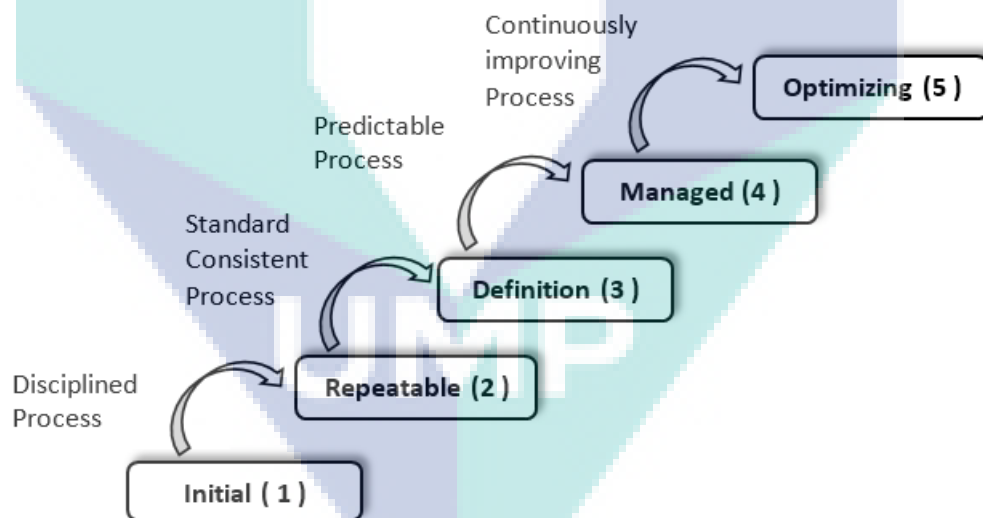 Continuously
improving
Process
Optimizing (5 )
Predictable
Process
Managed (4 )
Standard
Consistent
Process
Definition (3 )
Disciplined
Process
Repeatable (2 )
Initial ( 1 )
UMP